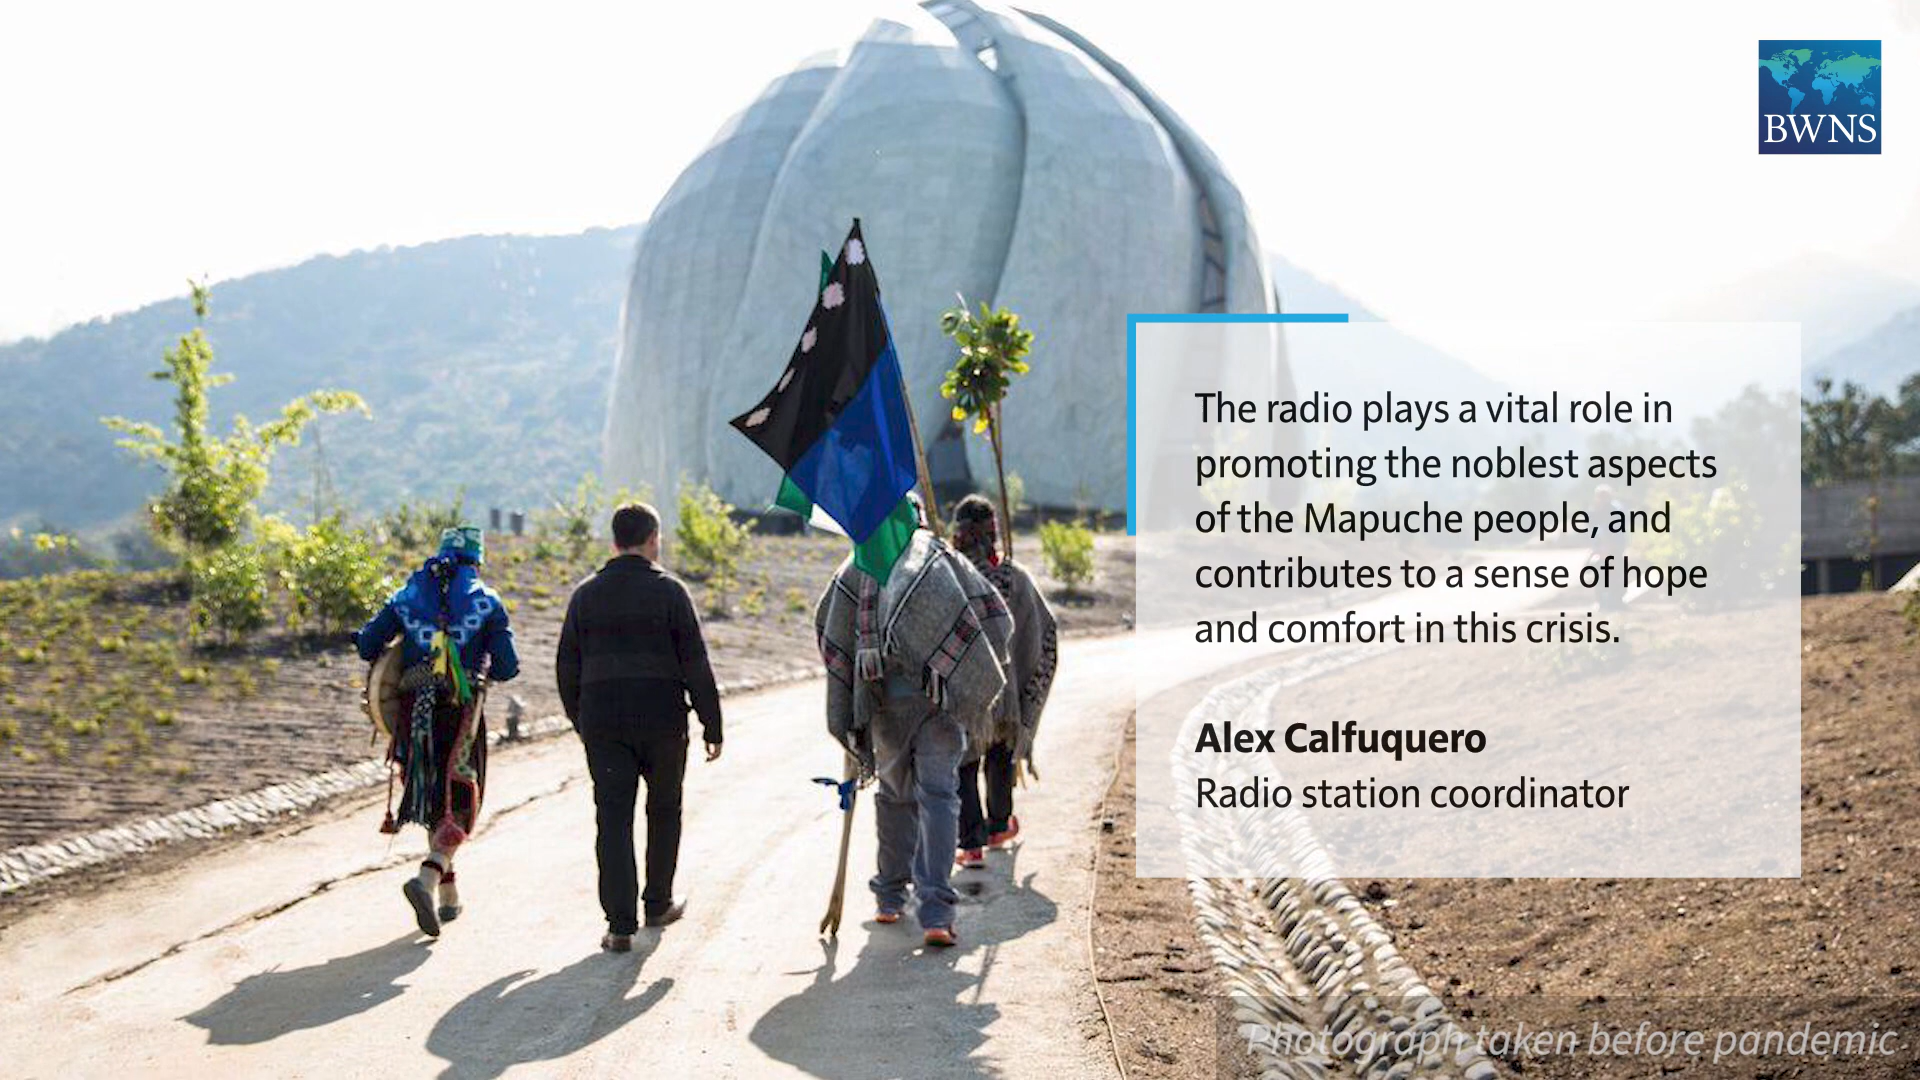 BWNS
The radio plays a vital role in
promoting the noblest aspects
of the Mapuche people, and
contributes to a sense of hope
and comfort in this crisis.
Alex Calfuquero
Radio station coordinator
Photograph taken before pandemic